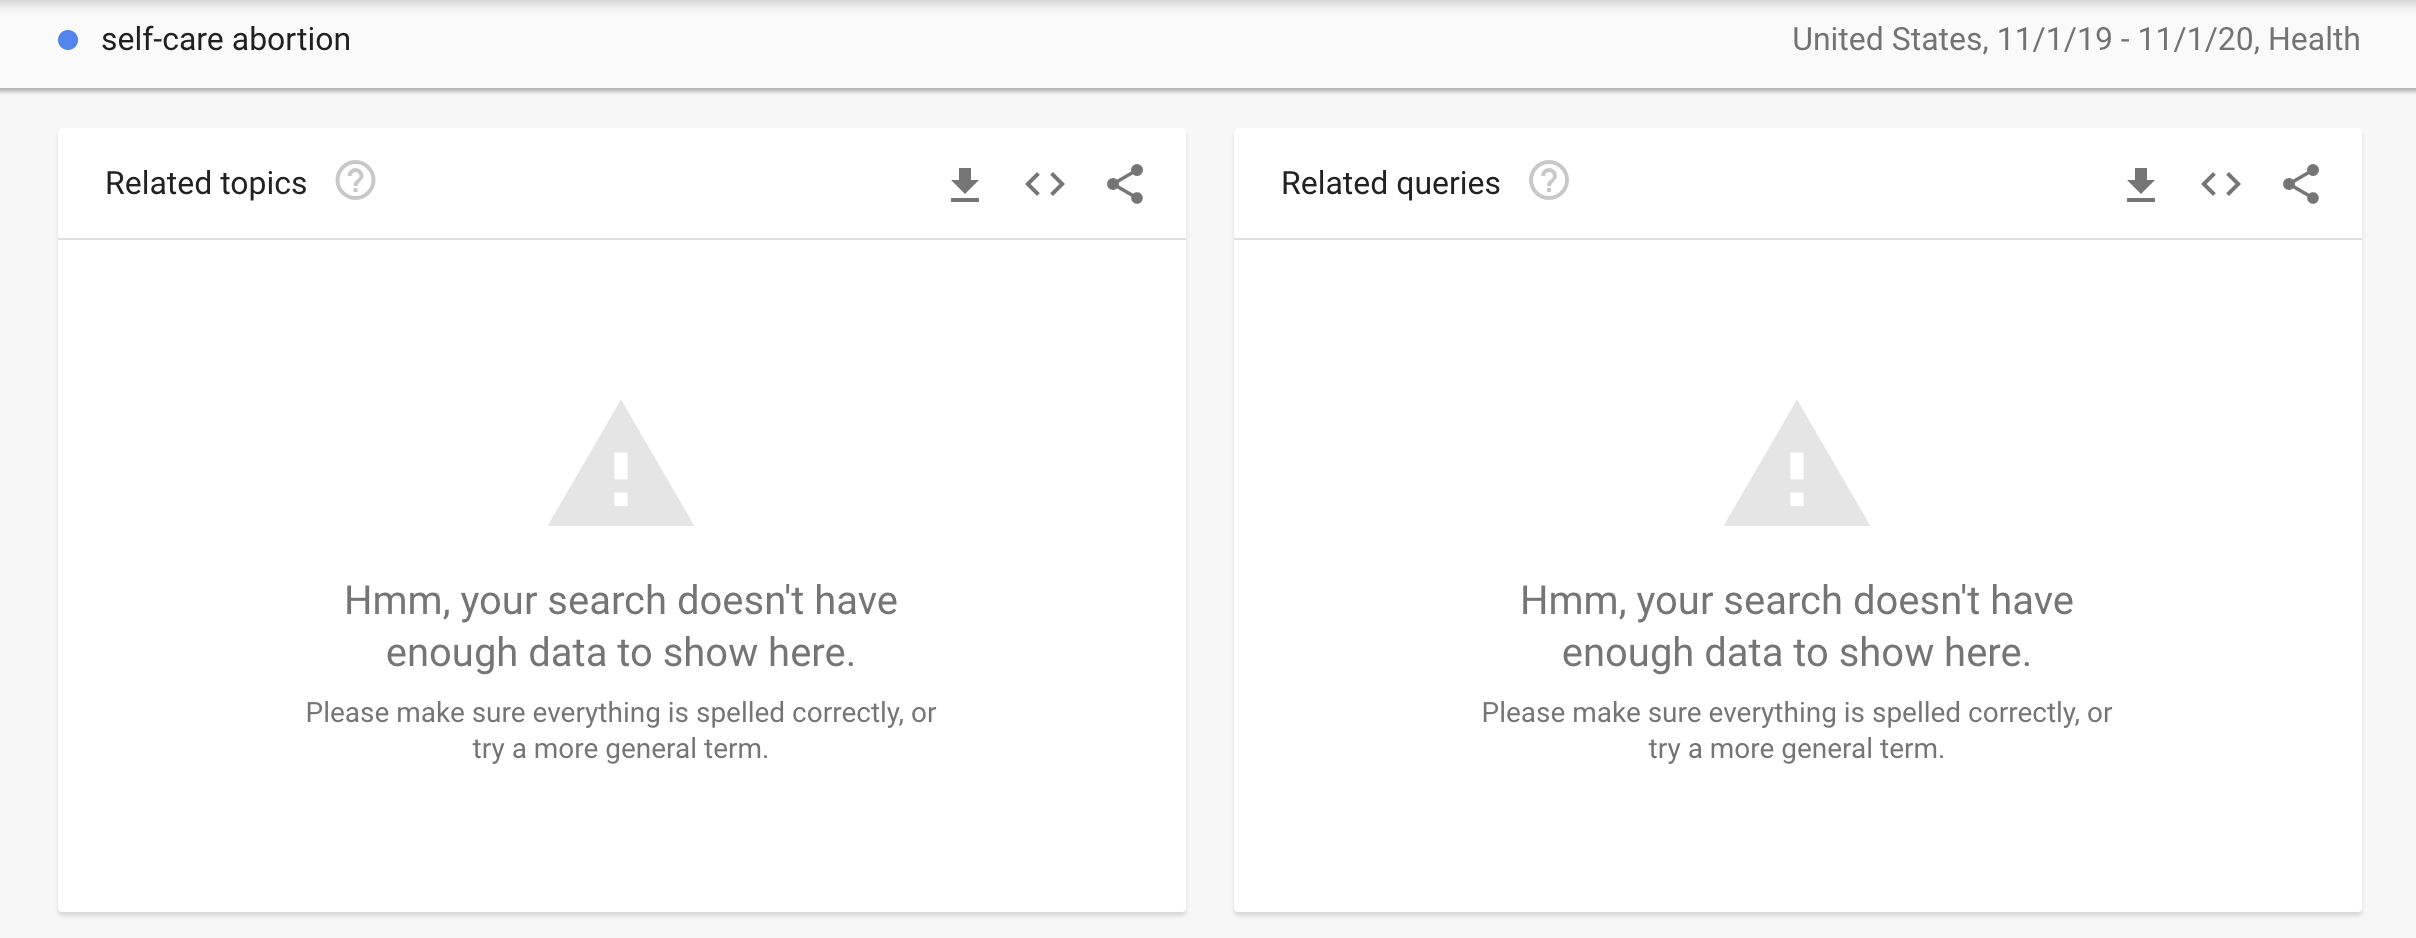 self-care abortion
United States, 11/1/19 - 11/1/20, Health
Related topics
Hmm, your search doesn't have
enough data to show here.
Please make sure everything is spelled correctly, or
try a more general term.
Related queries
Hmm, your search doesn't have
enough data to show here.
Please make sure everything is spelled correctly, or
try a more general term.